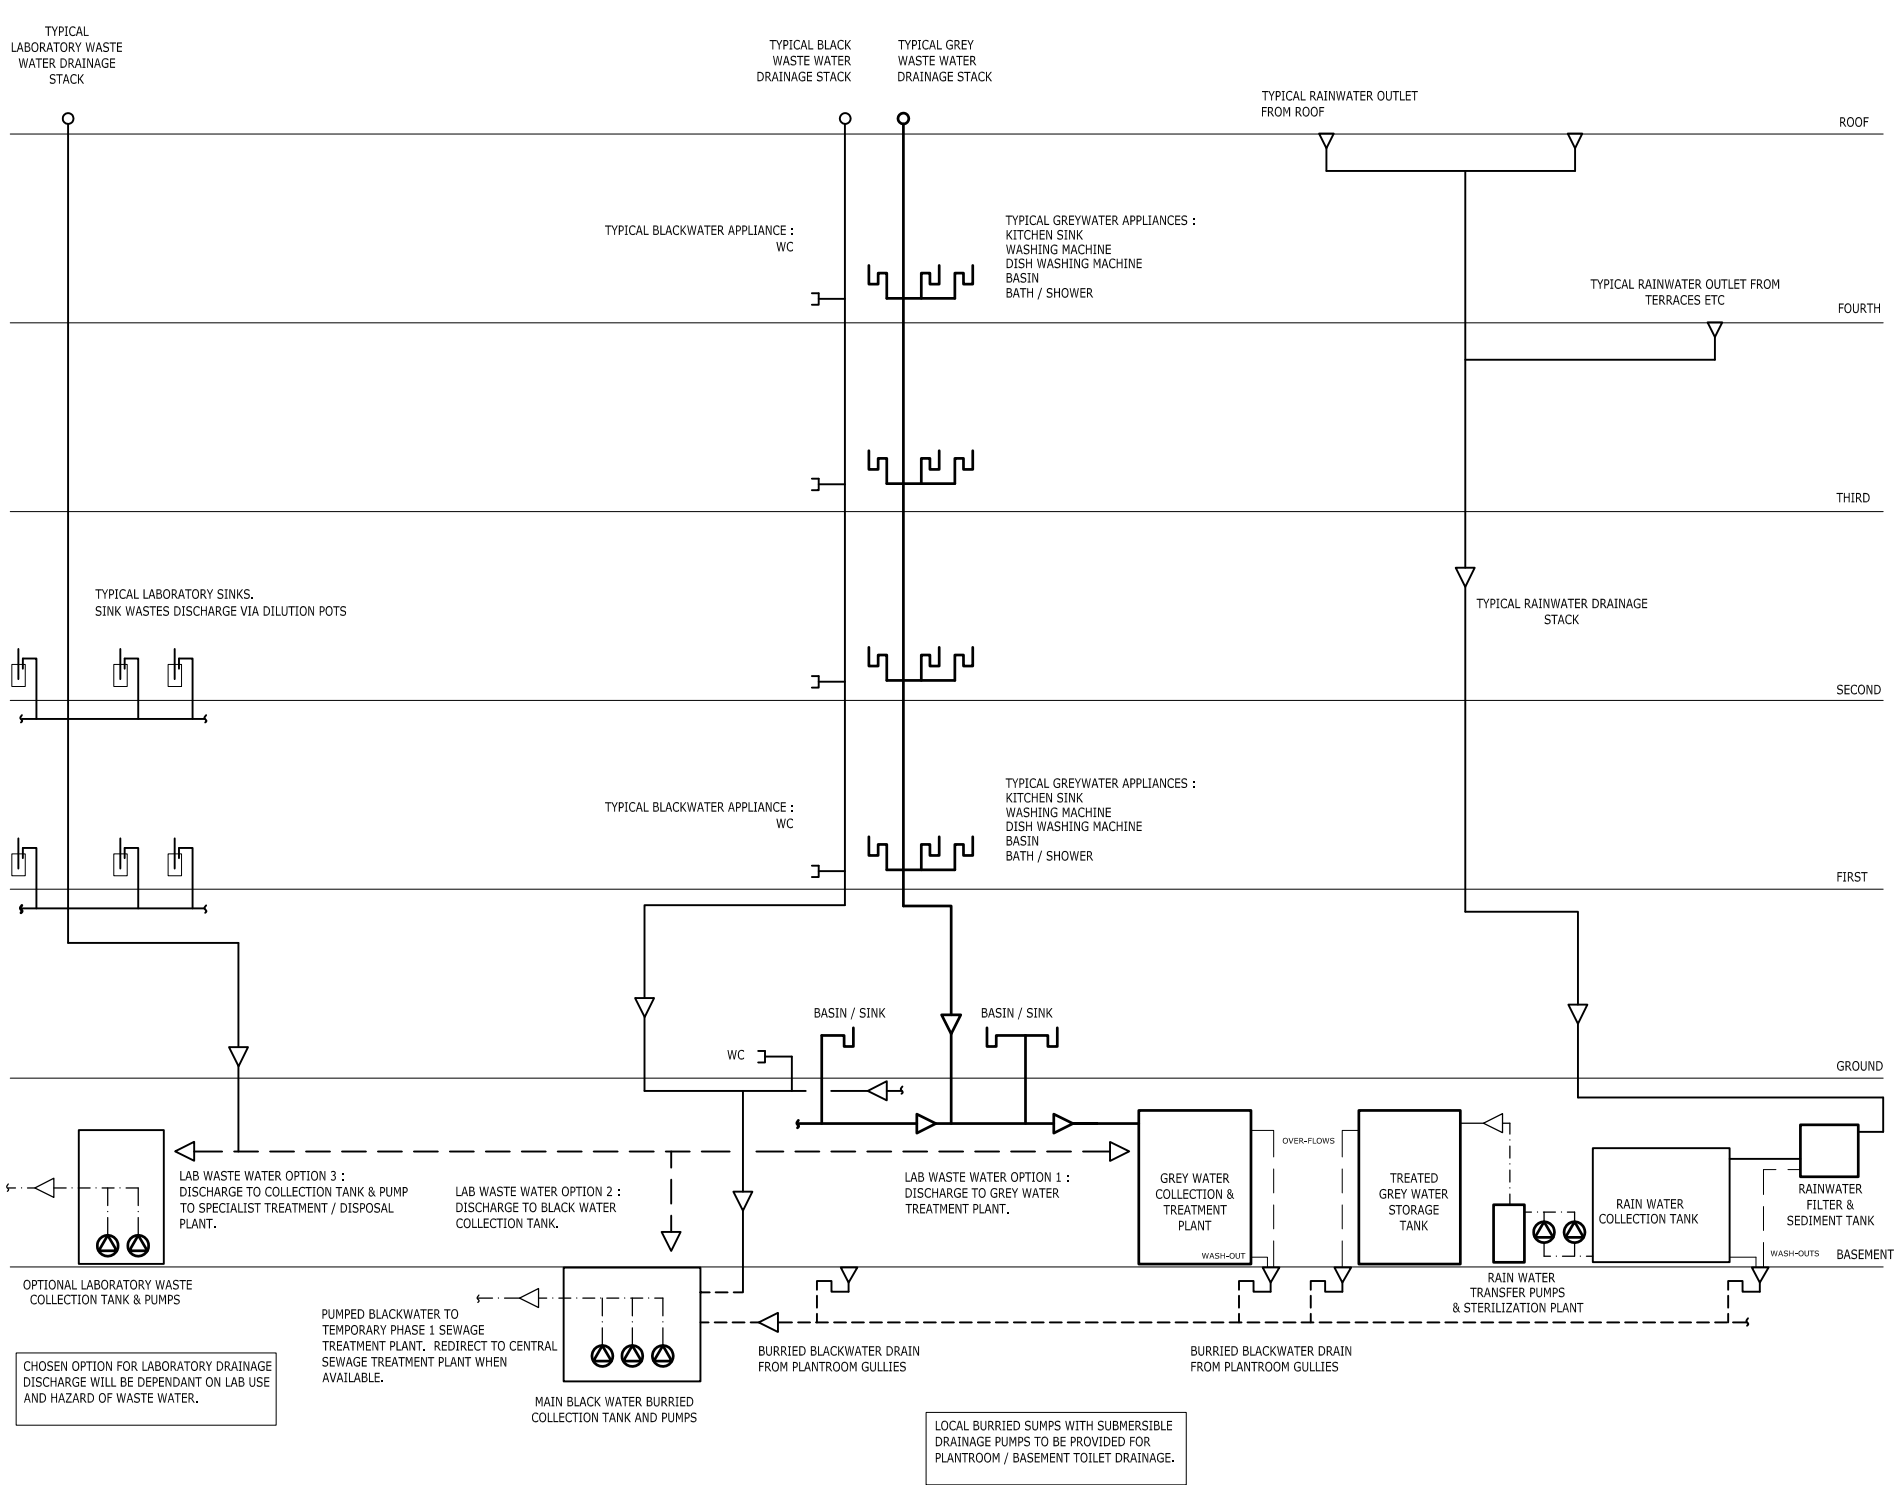 TYPICAL
LABORATORY WASTE
WATER DRAINAGE
STACK
TYPICAL BLACK
WASTE WATER
DRAINAGE STACK
TYPICAL GREY
WASTE WATER
DRAINAGE STACK
TYPICAL RAINWATER OUTLET
FROM ROOF
ROOF
TYPICAL BLACKWATER APPLIANCE :
WC
TYPICAL GREYWATER APPLIANCES :
KITCHEN SINK
WASHING MACHINE
DISH WASHING MACHINE
BASIN
BATH / SHOWER
TYPICAL RAINWATER OUTLET FROM
TERRACES ETC
FOURTH
THIRD
TYPICAL LABORATORY SINKS.
SINK WASTES DISCHARGE VIA DILUTION POTS
TYPICAL RAINWATER DRAINAGE
STACK
SECOND
TYPICAL BLACKWATER APPLIANCE :
WC
TYPICAL GREYWATER APPLIANCES :
KITCHEN SINK
WASHING MACHINE
DISH WASHING MACHINE
BASIN
BATH / SHOWER
FIRST
BASIN / SINK
BASIN / SINK
WC
GROUND
LAB WASTE WATER OPTION 3 :
DISCHARGE TO COLLECTION TANK & PUMP
TO SPECIALIST TREATMENT / DISPOSAL
PLANT.
LAB WASTE WATER OPTION 2 :
DISCHARGE TO BLACK WATER
COLLECTION TANK.
LAB WASTE WATER OPTION 1 :
DISCHARGE TO GREY WATER
TREATMENT PLANT.
GREY WATER
COLLECTION &
TREATMENT
PLANT
WASH-OUT
OVER-FLOWS
TREATED
GREY WATER
STORAGE
TANK
RAIN WATER
COLLECTION TANK
RAINWATER
FILTER &
SEDIMENT TANK
WASH-OUTS
BASEMENT
OPTIONAL LABORATORY WASTE
COLLECTION TANK & PUMPS
RAIN WATER
TRANSFER PUMPS
& STERILIZATION PLANT
PUMPED BLACKWATER TO
TEMPORARY PHASE 1 SEWAGE
TREATMENT PLANT. REDIRECT TO CENTRAL
SEWAGE TREATMENT PLANT WHEN
AVAILABLE.
BURRIED BLACKWATER DRAIN
FROM PLANTROOM GULLIES
BURRIED BLACKWATER DRAIN
FROM PLANTROOM GULLIES
CHOSEN OPTION FOR LABORATORY DRAINAGE
DISCHARGE WILL BE DEPENDANT ON LAB USE
AND HAZARD OF WASTE WATER.
MAIN BLACK WATER BURRIED
COLLECTION TANK AND PUMPS
LOCAL BURRIED SUMPS WITH SUBMERSIBLE
DRAINAGE PUMPS TO BE PROVIDED FOR
PLANTROOM / BASEMENT TOILET DRAINAGE.